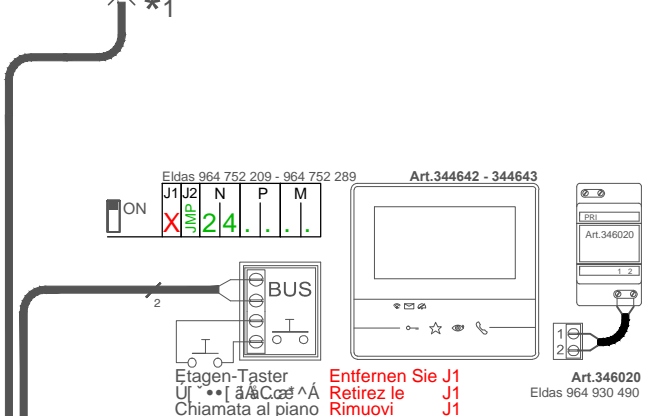 *1
Eldas 964 752 209 - 964 752 289
Art.344642 - 344643
ON
J1 J2 N P M
X JMP 2 4 . . . .
PRI
Art.346020
1 2
BUS
2
1
2
Etagen-Taster Entfernen Sie J1
Retirez le J1
Chiamata al piano Rimuovi J1
Art.346020
Eldas 964 930 490